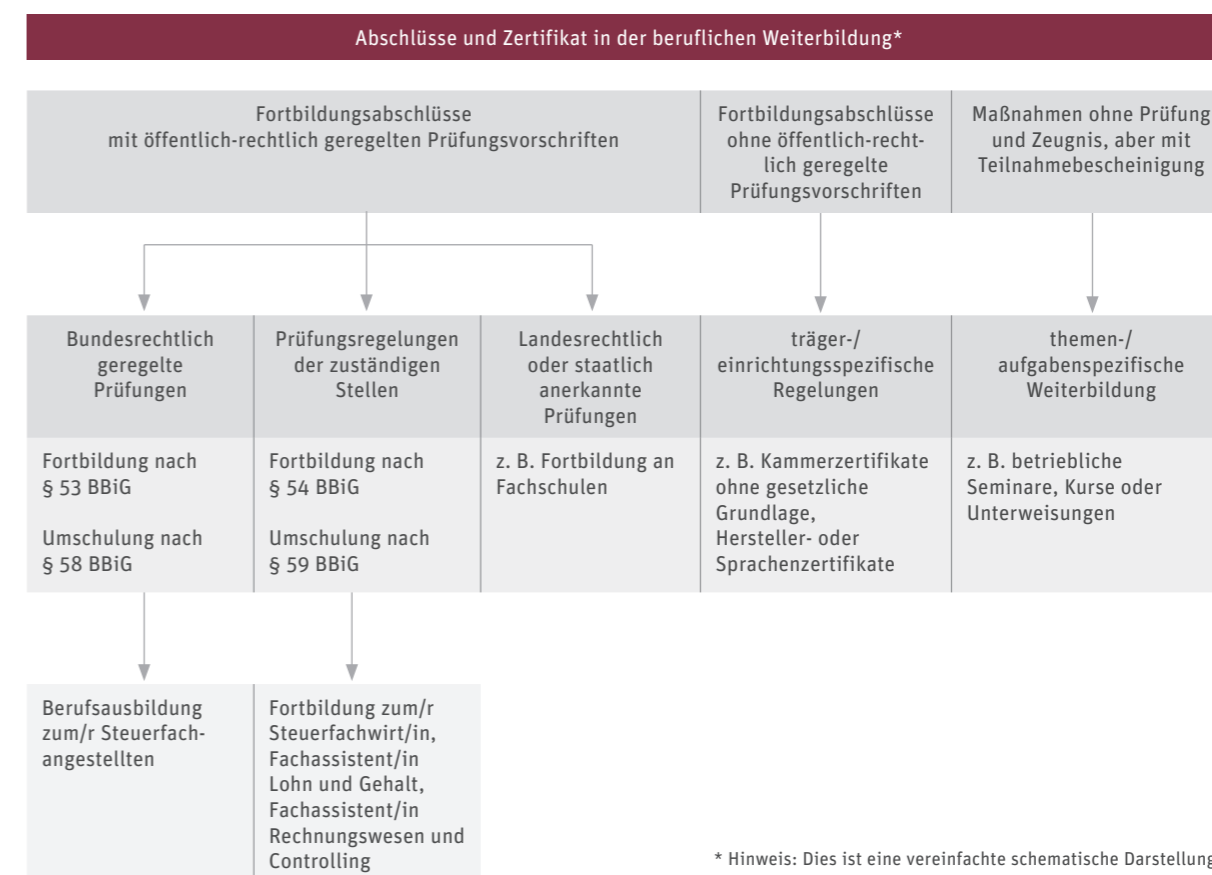 Abschlüsse und Zertifikat in der beruflichen Weiterbildung*
Fortbildungsabschlüsse
mit öffentlich-rechtlich geregelten Prüfungsvorschriften
Fortbildungsabschlüsse
ohne öffentlich-recht-
lich geregelte
Prüfungsvorschriften
Maßnahmen ohne Prüfung
und Zeugnis, aber mit
Teilnahmebescheinigung
Bundesrechtlich
geregelte
Prüfungen
Prüfungsregelungen
der zuständigen
Stellen
Landesrechtlich
oder staatlich
anerkannte
Prüfungen
träger-/
einrichtungsspezifische
Regelungen
themen-/
aufgabenspezifische
Weiterbildung
Fortbildung nach
§ 53 BBiG
Umschulung nach
§ 58 BBiG
Fortbildung nach
§ 54 BBiG
Umschulung nach
§ 59 BBiG
z. B. Fortbildung an
Fachschulen
z. B. Kammerzertifikate
ohne gesetzliche
Grundlage,
Hersteller- oder
Sprachenzertifikate
z. B. betriebliche
Seminare, Kurse oder
Unterweisungen
Berufsausbildung
zum/r Steuerfach-
angestellten
Fortbildung zum/r
Steuerfachwirt/in,
Fachassistent/in
Lohn und Gehalt,
Fachassistent/in
Rechnungswesen und
Controlling
* Hinweis: Dies ist eine vereinfachte schematische Darstellung